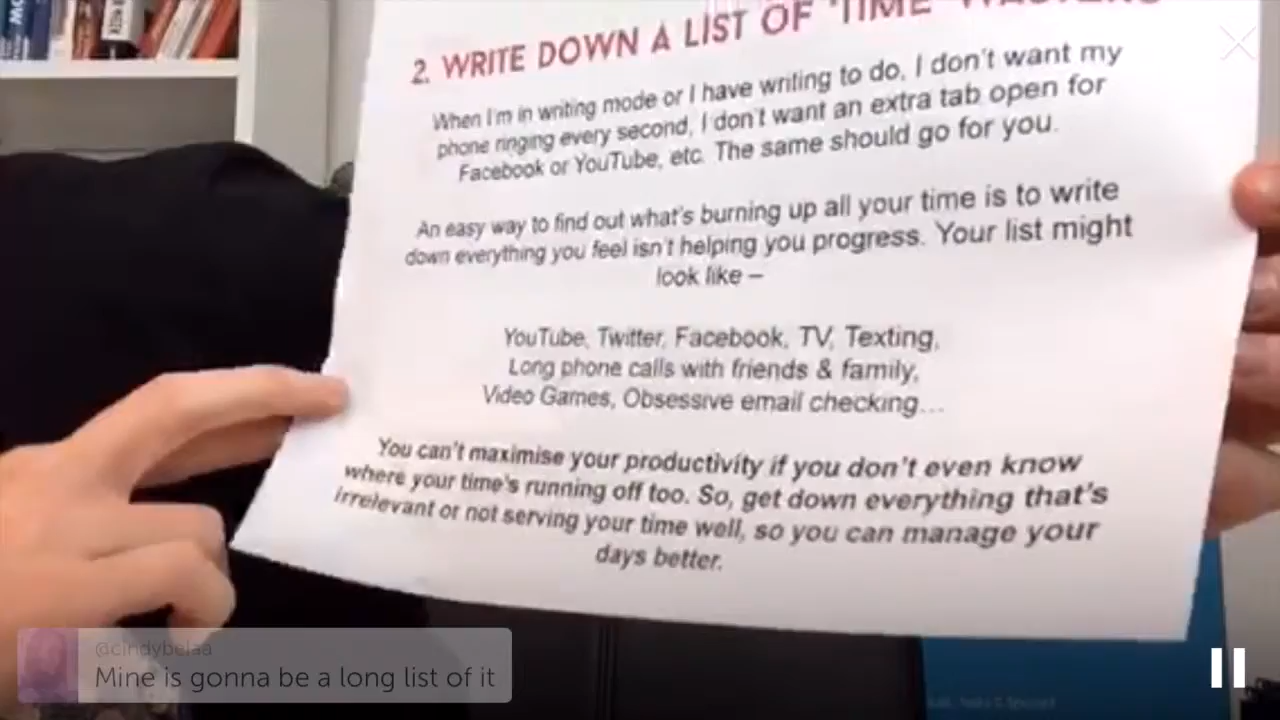 2. WRITE DOWN A LIST OF 'TIME WASTERS'
When I'm in writing mode or I have writing to do, I don't want my
phone ringing every second, I don't want an extra tab open for
Facebook or YouTube, etc. The same should go for you.
An easy way to find out what's burning up all your time is to write
down everything you feel isn't helping you progress. Your list might
look like –
YouTube, Twitter, Facebook, TV, Texting,
Long phone calls with friends & family,
Video Games, Obsessive email checking...
You can't maximise your productivity if you don't even know
where your time's running off too. So, get down everything that's
irrelevant or not serving your time well, so you can manage your
days better.
@cindybelaa
Mine is gonna be a long list of it